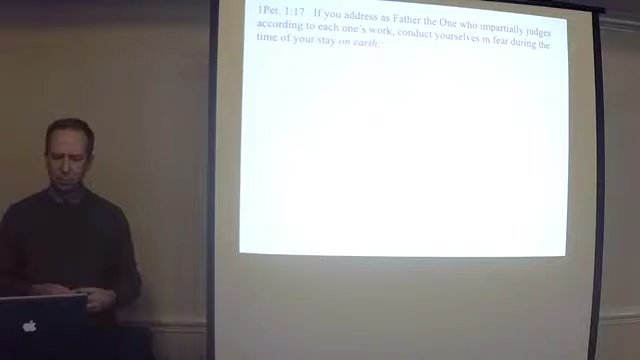 1Pet. 1:17 If you address as Father the One who impartially judges
according to each one's work, conduct yourselves in fear during the
time of your stay on earth;